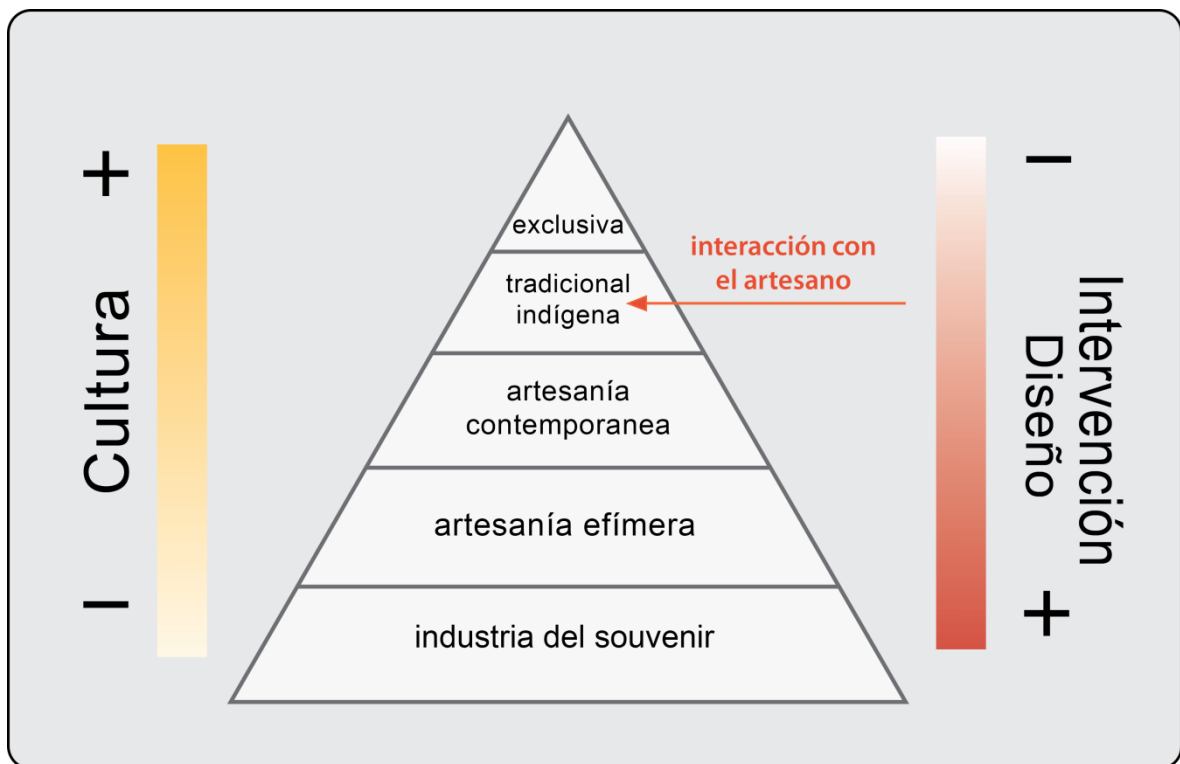 +
Cultura
–
exclusiva
tradicional
indígena
artesanía
contemporanea
artesanía efímera
industria del souvenir
interacción con
el artesano
–
Intervención
Diseño
+